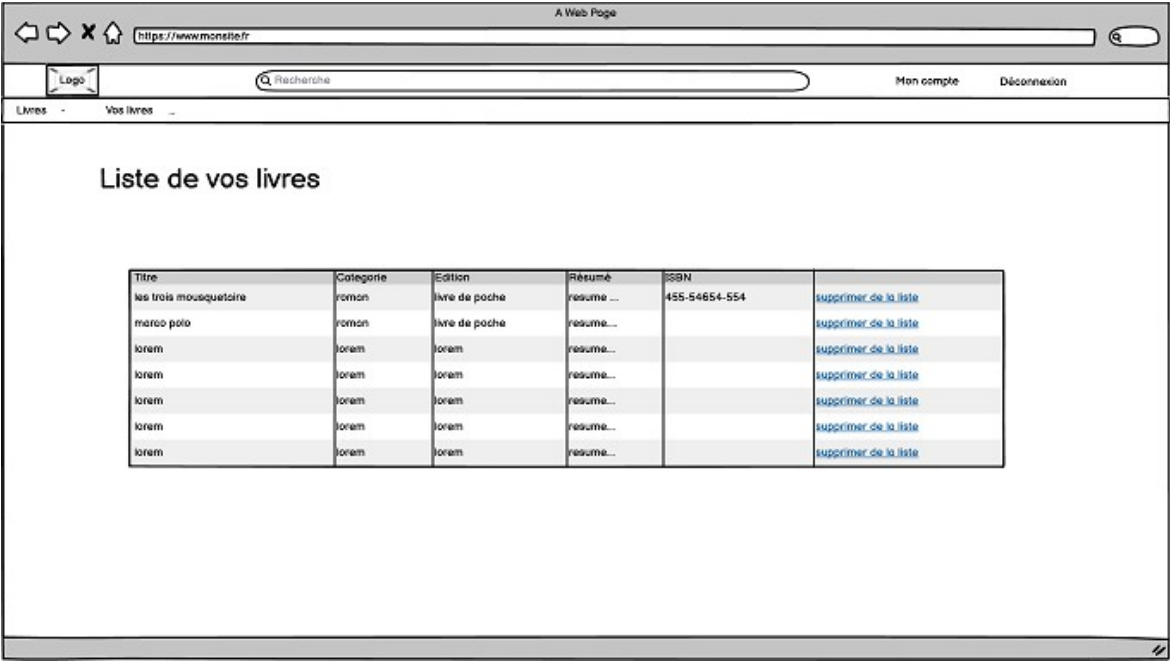 A Web Page
https://www.monsite.fr
Logo Recherche Mon compte Déconnexion
Livres - Vos livres ...
Liste de vos livres
Titre Categorie Edition Résumé ISBN
les trois mousquetaire roman livre de poche resume ... 455-54654-554 supprimer de la liste
marco polo roman livre de poche resume... supprimer de la liste
lorem lorem lorem resume... supprimer de la liste
lorem lorem lorem resume... supprimer de la liste
lorem lorem lorem resume... supprimer de la liste
lorem lorem lorem resume... supprimer de la liste
lorem lorem lorem resume... supprimer de la liste